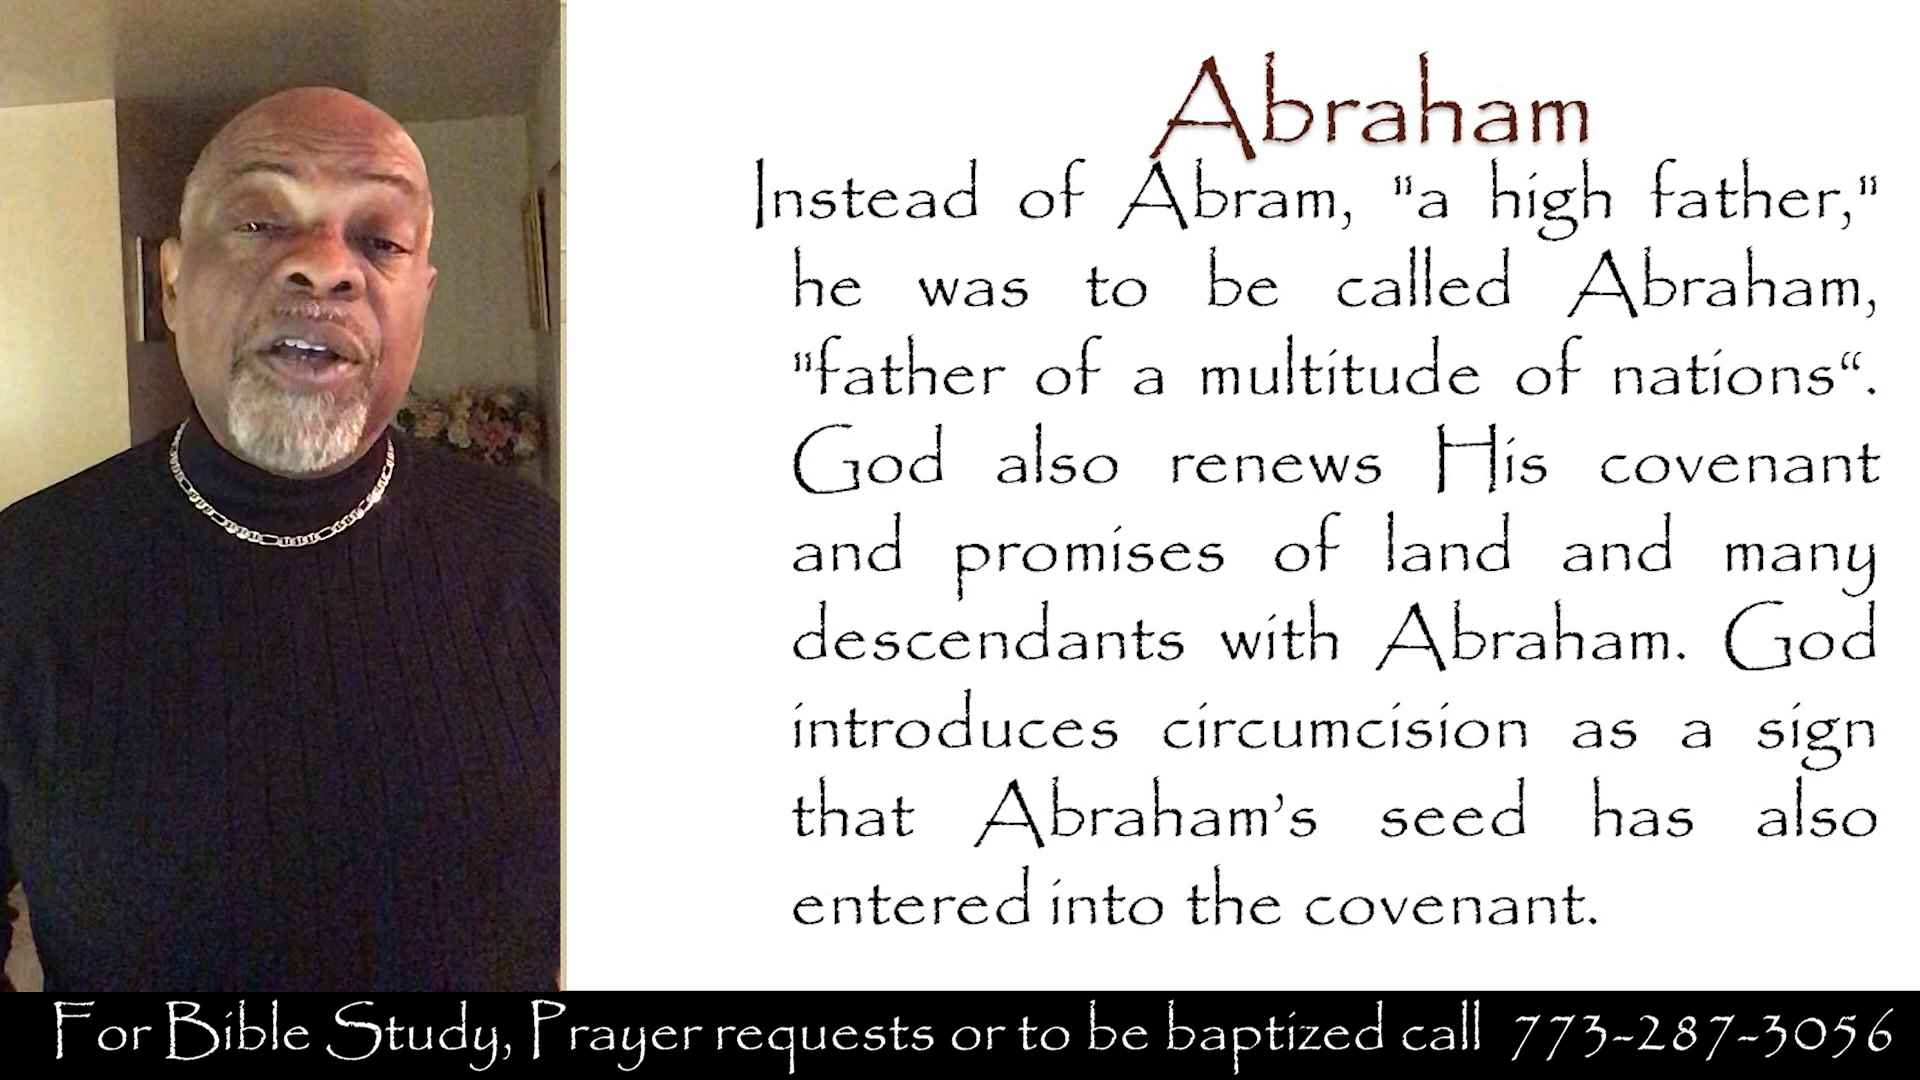 Abraham
Instead of Abram, "a high father,"
he was to be called Abraham,
"father of a multitude of nations“.
God also renews His covenant
and promises of land and many
descendants with Abraham. God
introduces circumcision as a sign
that Abraham’s seed has also
entered into the covenant.
For Bible Study, Prayer requests or to be baptized call 773-287-3056